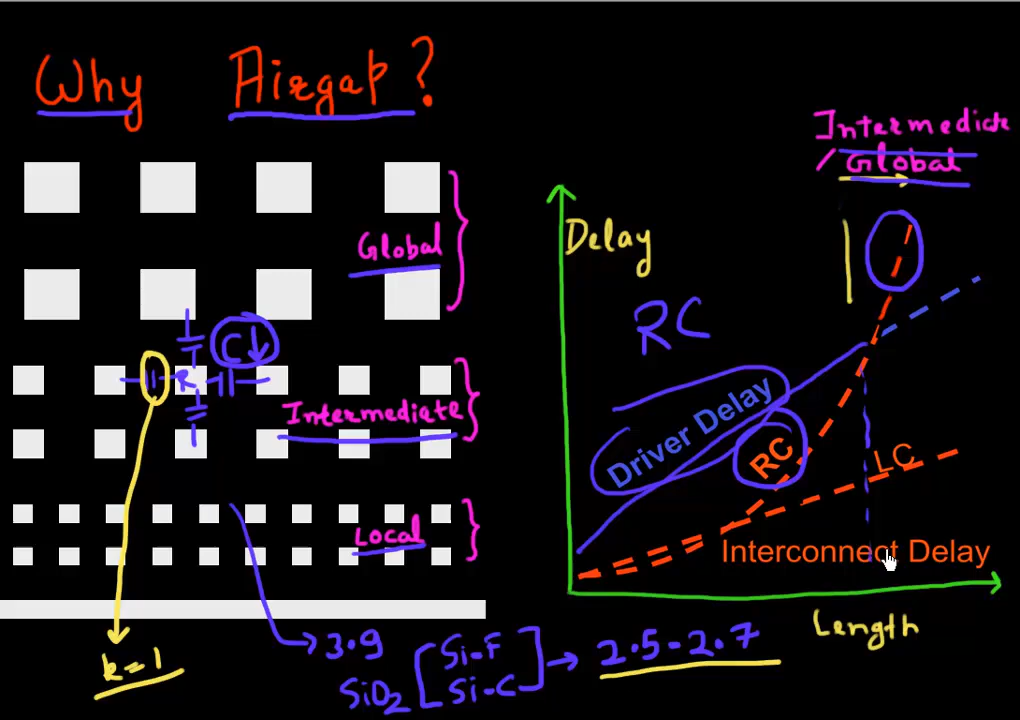 Why Airgap?
Intermediate
/ Global
Global
C↓
R
Intermediate
Local
k=1
3.9
SiO2
Si-F
Si-C
2.5-2.7
Delay
RC
Driver Delay
RC
LC
Interconnect Delay
Length